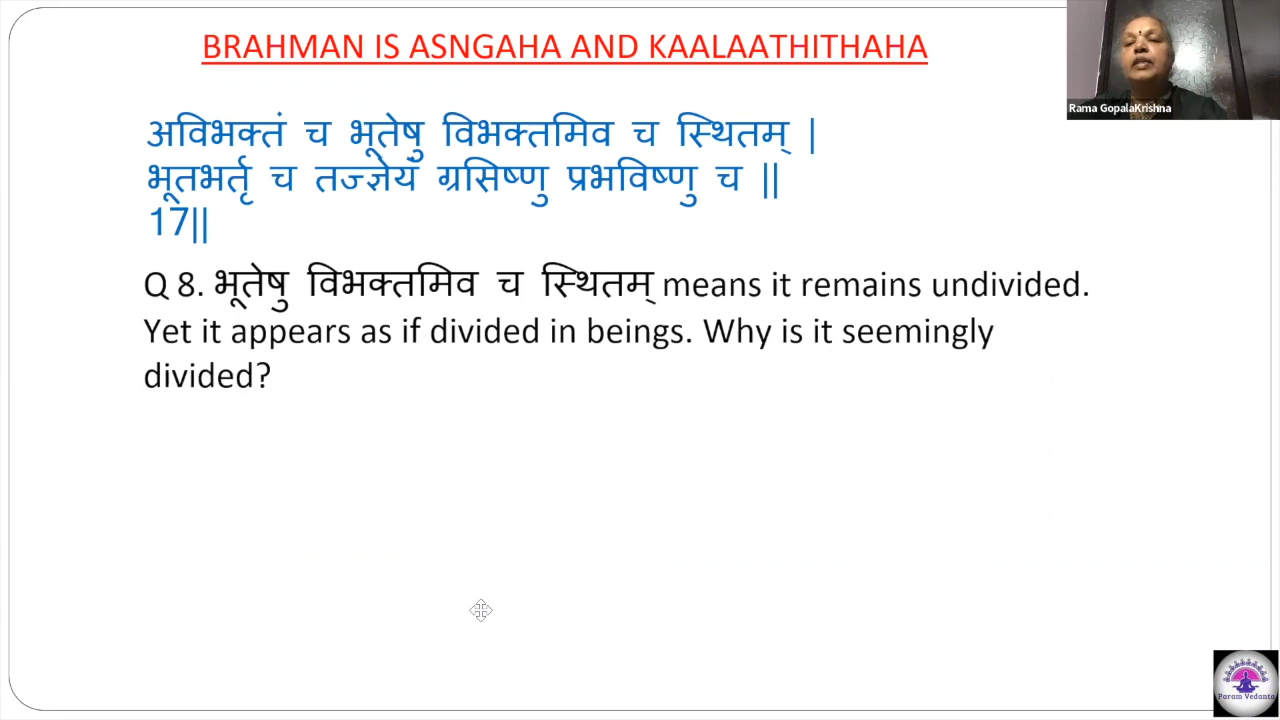 BRAHMAN IS ASNGAHA AND KAALAATHITHAHA
Rama GopalaKrishna
अविभक्तं च भूतेषु विभक्तमिव च स्थितम् |
भूतभर्तृ च तज्ज्ञेयं ग्रसिष्णु प्रभविष्णु च ||
17||
Q 8. भूतेषु विभक्तमिव च स्थितम् means it remains undivided.
Yet it appears as if divided in beings. Why is it seemingly
divided?
Param Vedanta